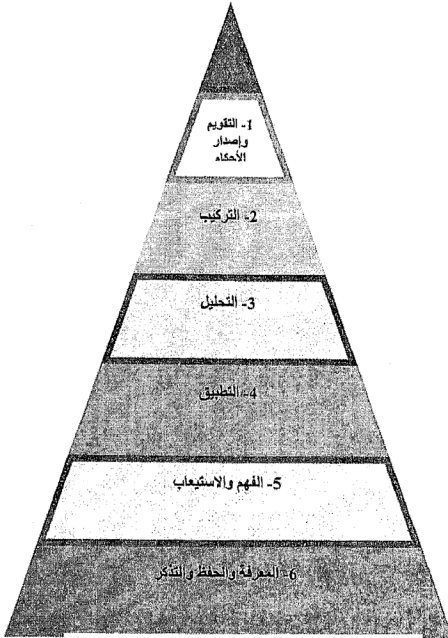 1- التقويم
وإصدار
الأحكام
2- التركيب
3- التحليل
4- التطبيق
5- الفهم والاستيعاب
6- المعرفة والحفظ والتذكر